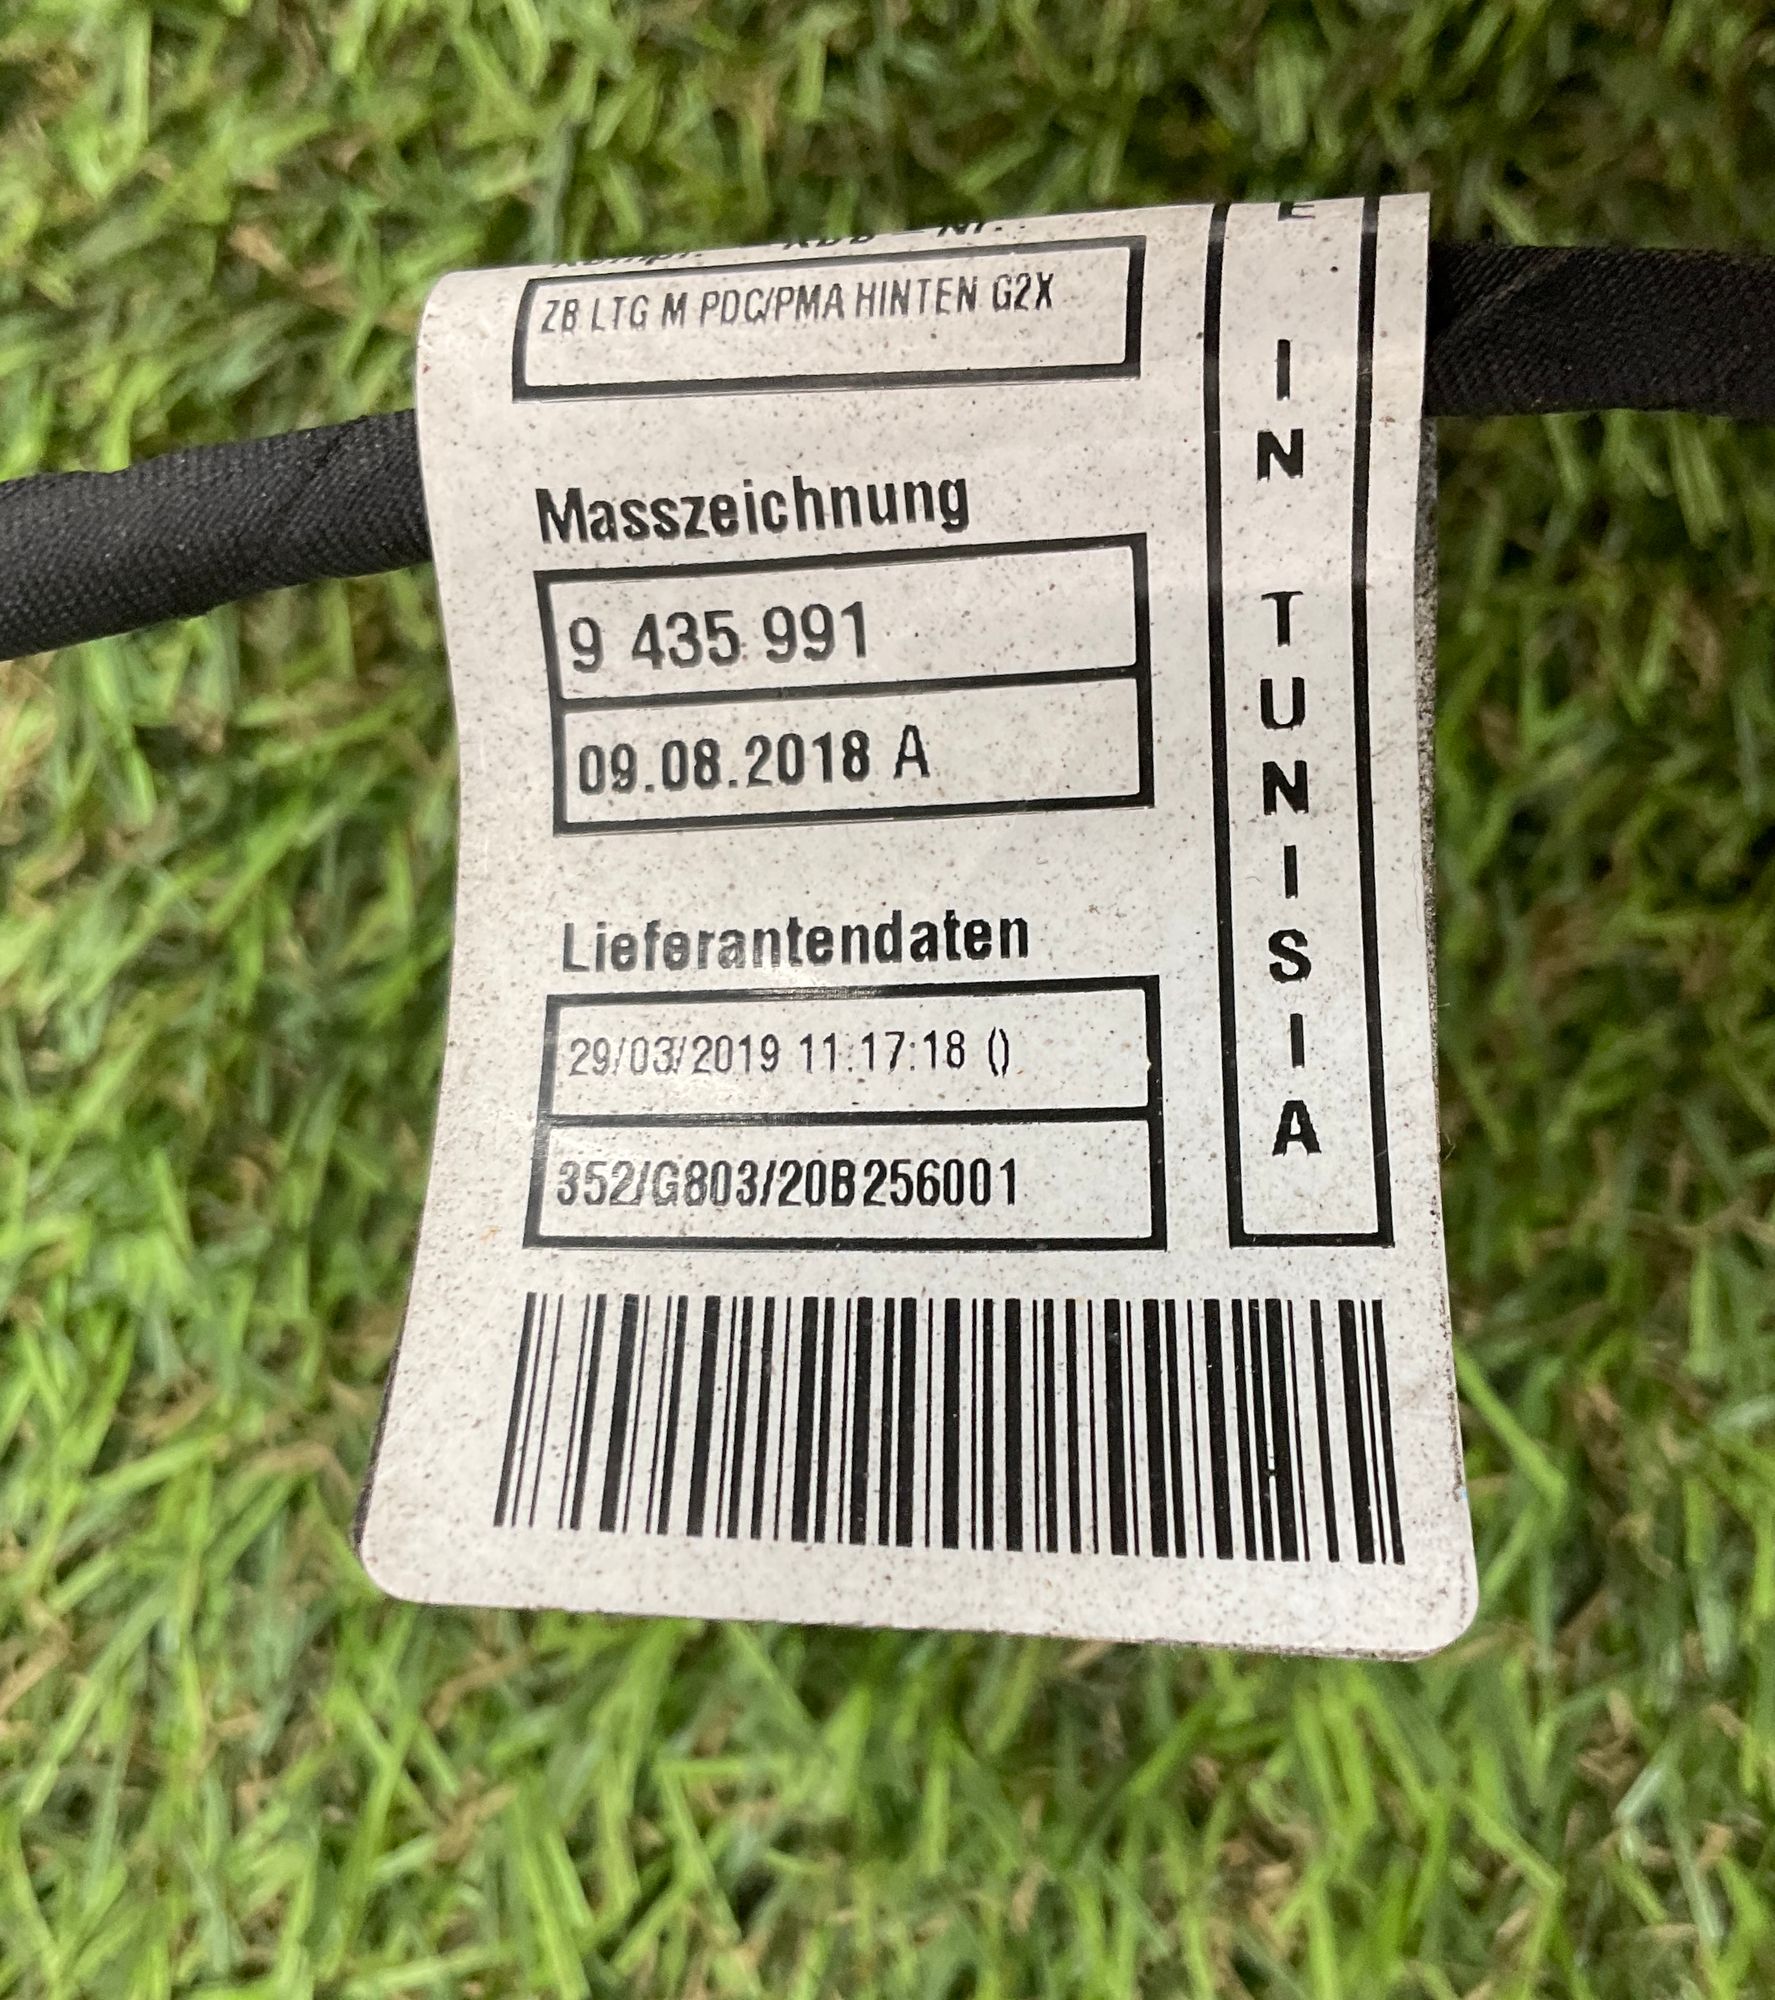 ZB LTG M PDC/PMA HINTEN G2X
Masszeichnung
9 435 991
09.08.2018 A
Lieferantendaten
29/03/2019 11:17:18 ()
352/G803/20B256001
E IN TUNISIA